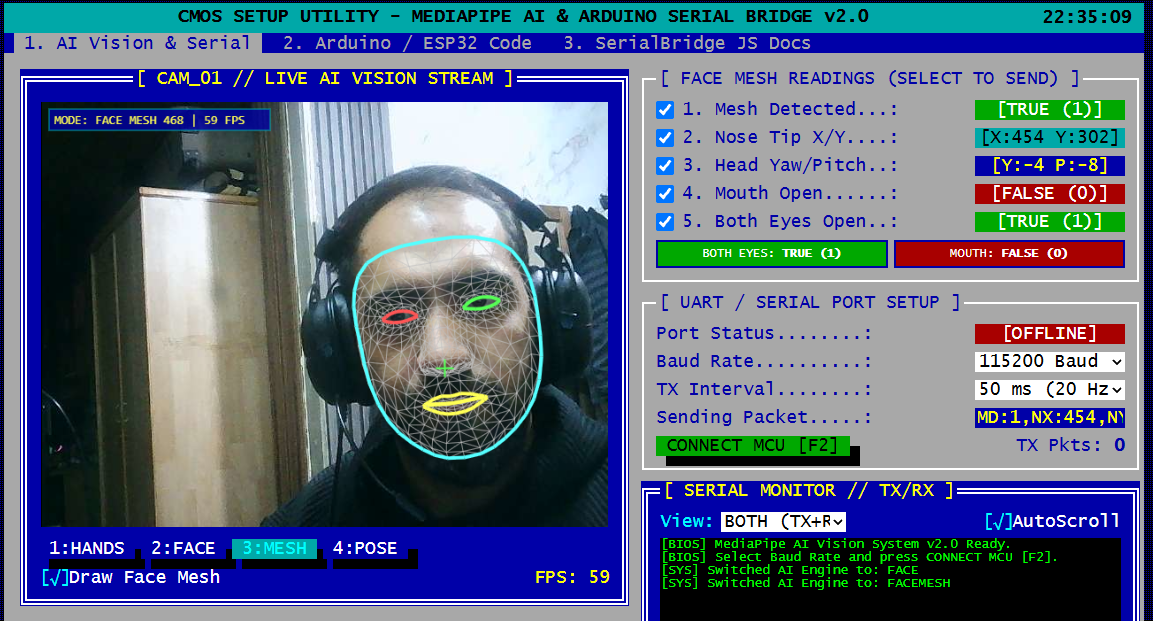 CMOS SETUP UTILITY - MEDIAPIPE AI & ARDUINO SERIAL BRIDGE v2.0 22:35:09
1. AI Vision & Serial 2. Arduino / ESP32 Code 3. SerialBridge JS Docs
[ CAM_01 // LIVE AI VISION STREAM ]
MODE: FACE MESH 468 | 59 FPS
1:HANDS 2:FACE 3:MESH 4:POSE
[√]Draw Face Mesh FPS: 59
[ FACE MESH READINGS (SELECT TO SEND) ]
1. Mesh Detected...: [TRUE (1)]
2. Nose Tip X/Y....: [X:454 Y:302]
3. Head Yaw/Pitch..: [Y:-4 P:-8]
4. Mouth Open......: [FALSE (0)]
5. Both Eyes Open..: [TRUE (1)]
BOTH EYES: TRUE (1) MOUTH: FALSE (0)
[ UART / SERIAL PORT SETUP ]
Port Status........: [OFFLINE]
Baud Rate..........: 115200 Baud
TX Interval........: 50 ms (20 Hz
Sending Packet.....: MD:1,NX:454,NY
CONNECT MCU [F2] TX Pkts: 0
[ SERIAL MONITOR // TX/RX ]
View: BOTH (TX+R [√]AutoScroll
[BIOS] MediaPipe AI Vision System v2.0 Ready.
[BIOS] Select Baud Rate and press CONNECT MCU [F2].
[SYS] Switched AI Engine to: FACE
[SYS] Switched AI Engine to: FACEMESH